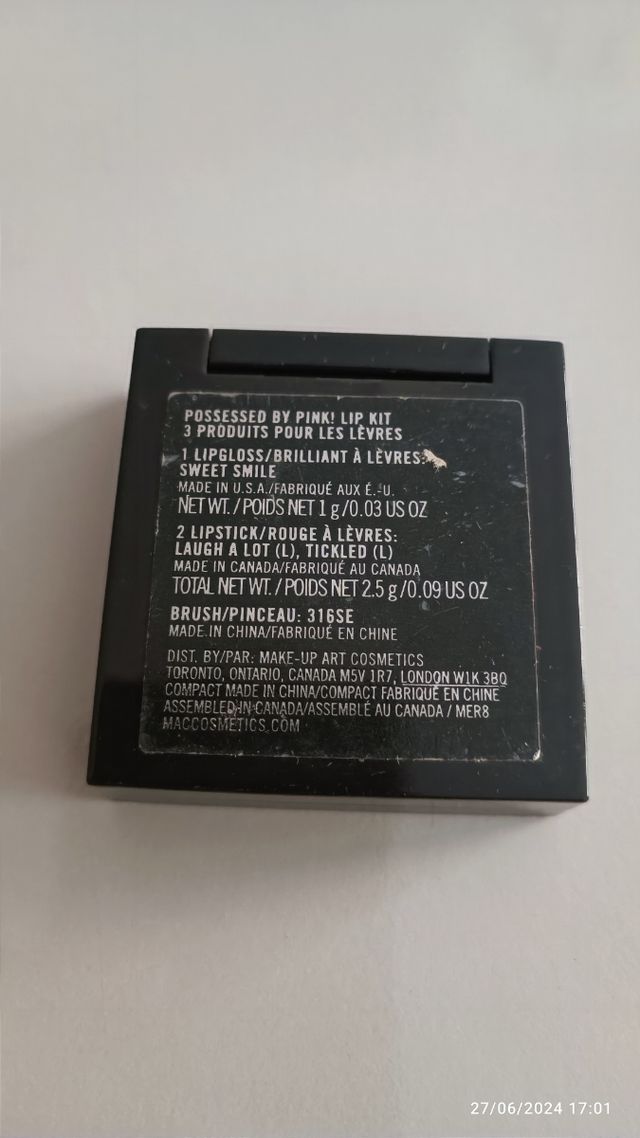 POSSESSED BY PINK! LIP KIT
3 PRODUITS POUR LES LÈVRES
1 LIPGLOSS/BRILLIANT À LÈVRES:
SWEET SMILE
MADE IN U.S.A./FABRIQUÉ AUX É.-U.
NET WT. / POIDS NET 1 g/0.03 US OZ
2 LIPSTICK/ROUGE À LÈVRES:
LAUGH A LOT (L), TICKLED (L)
MADE IN CANADA/FABRIQUÉ AU CANADA
TOTAL NET WT. / POIDS NET 2.5 g/0.09 US OZ
BRUSH/PINCEAU: 316SE
MADE IN CHINA/FABRIQUÉ EN CHINE
DIST. BY/PAR: MAKE-UP ART COSMETICS
TORONTO, ONTARIO, CANADA M5V 1R7, LONDON W1K 3BQ
COMPACT MADE IN CHINA/COMPACT FABRIQUÉ EN CHINE
ASSEMBLED IN CANADA/ASSEMBLÉ AU CANADA / MER8
MACCOSMETICS.COM
27/06/2024 17:01